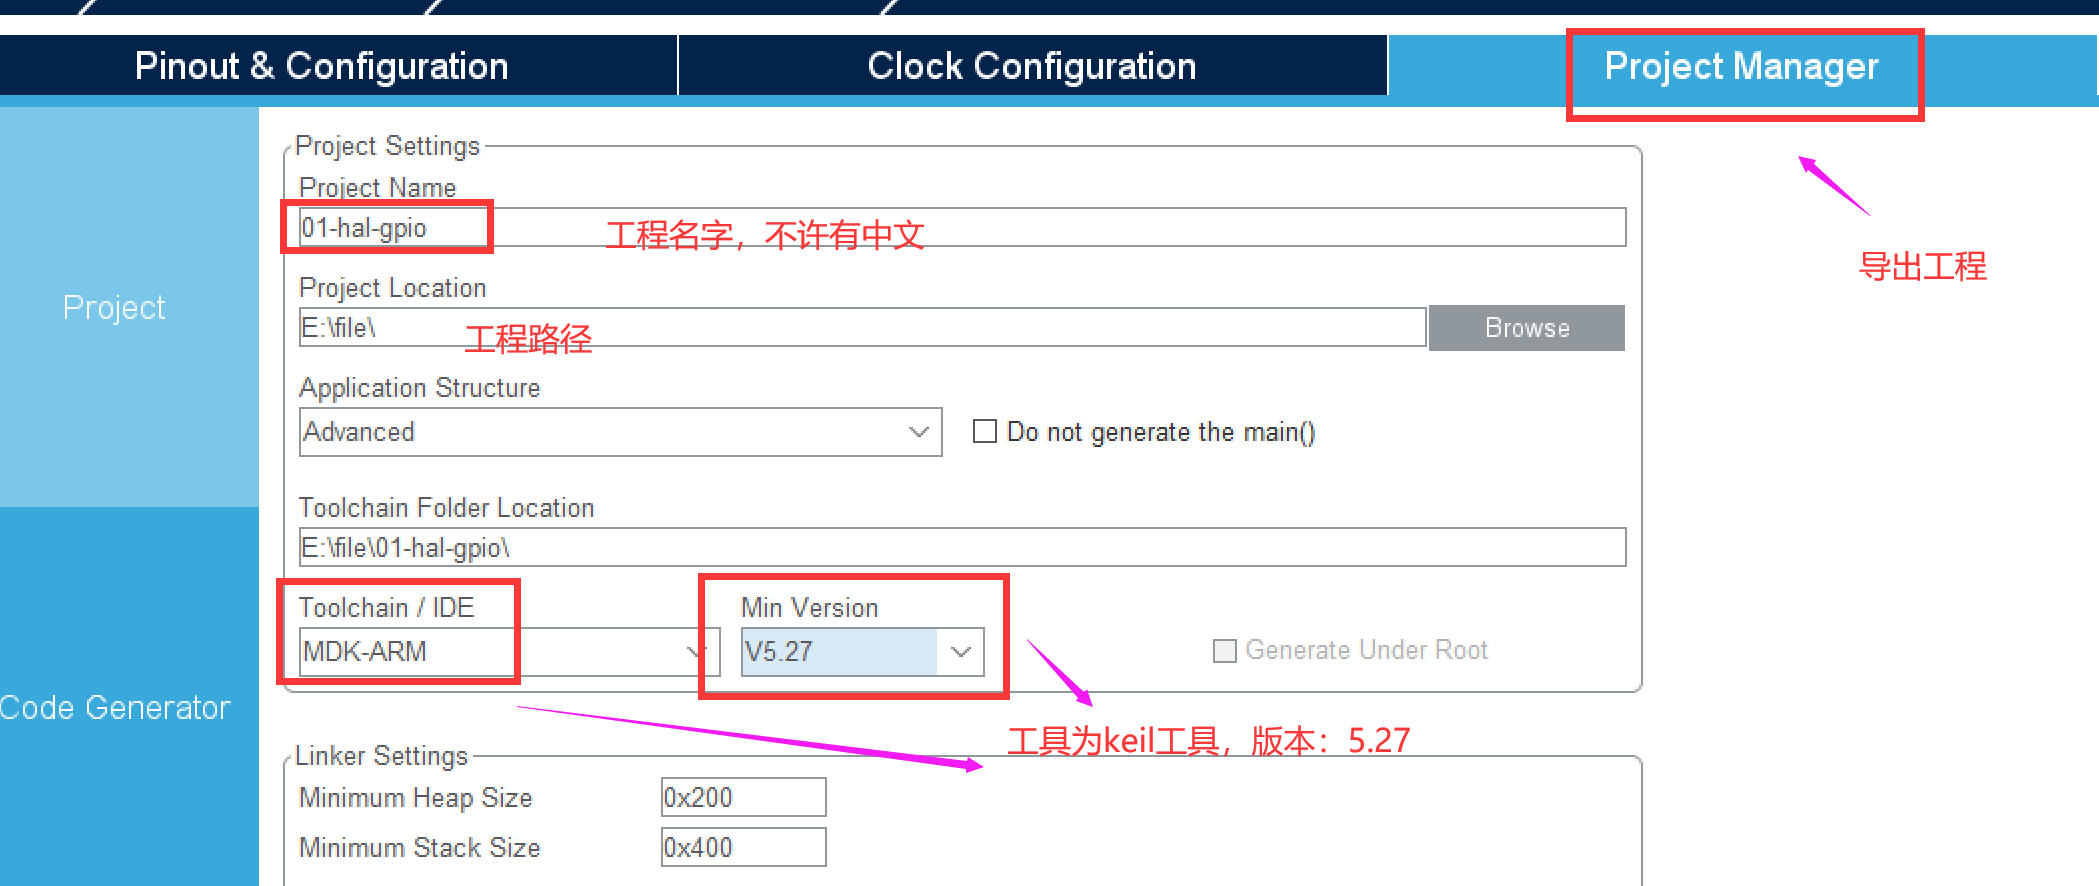 Pinout & Configuration
Clock Configuration
Project Manager
Project Settings
Project Name
01-hal-gpio
工程名字，不许有中文
导出工程
Project Location
E:\file\
工程路径
Browse
Project
Application Structure
Advanced
Do not generate the main()
Toolchain Folder Location
E:\file\01-hal-gpio\
Toolchain / IDE
Min Version
MDK-ARM
V5.27
Generate Under Root
Code Generator
工具为keil工具，版本：5.27
Linker Settings
Minimum Heap Size
0x200
Minimum Stack Size
0x400